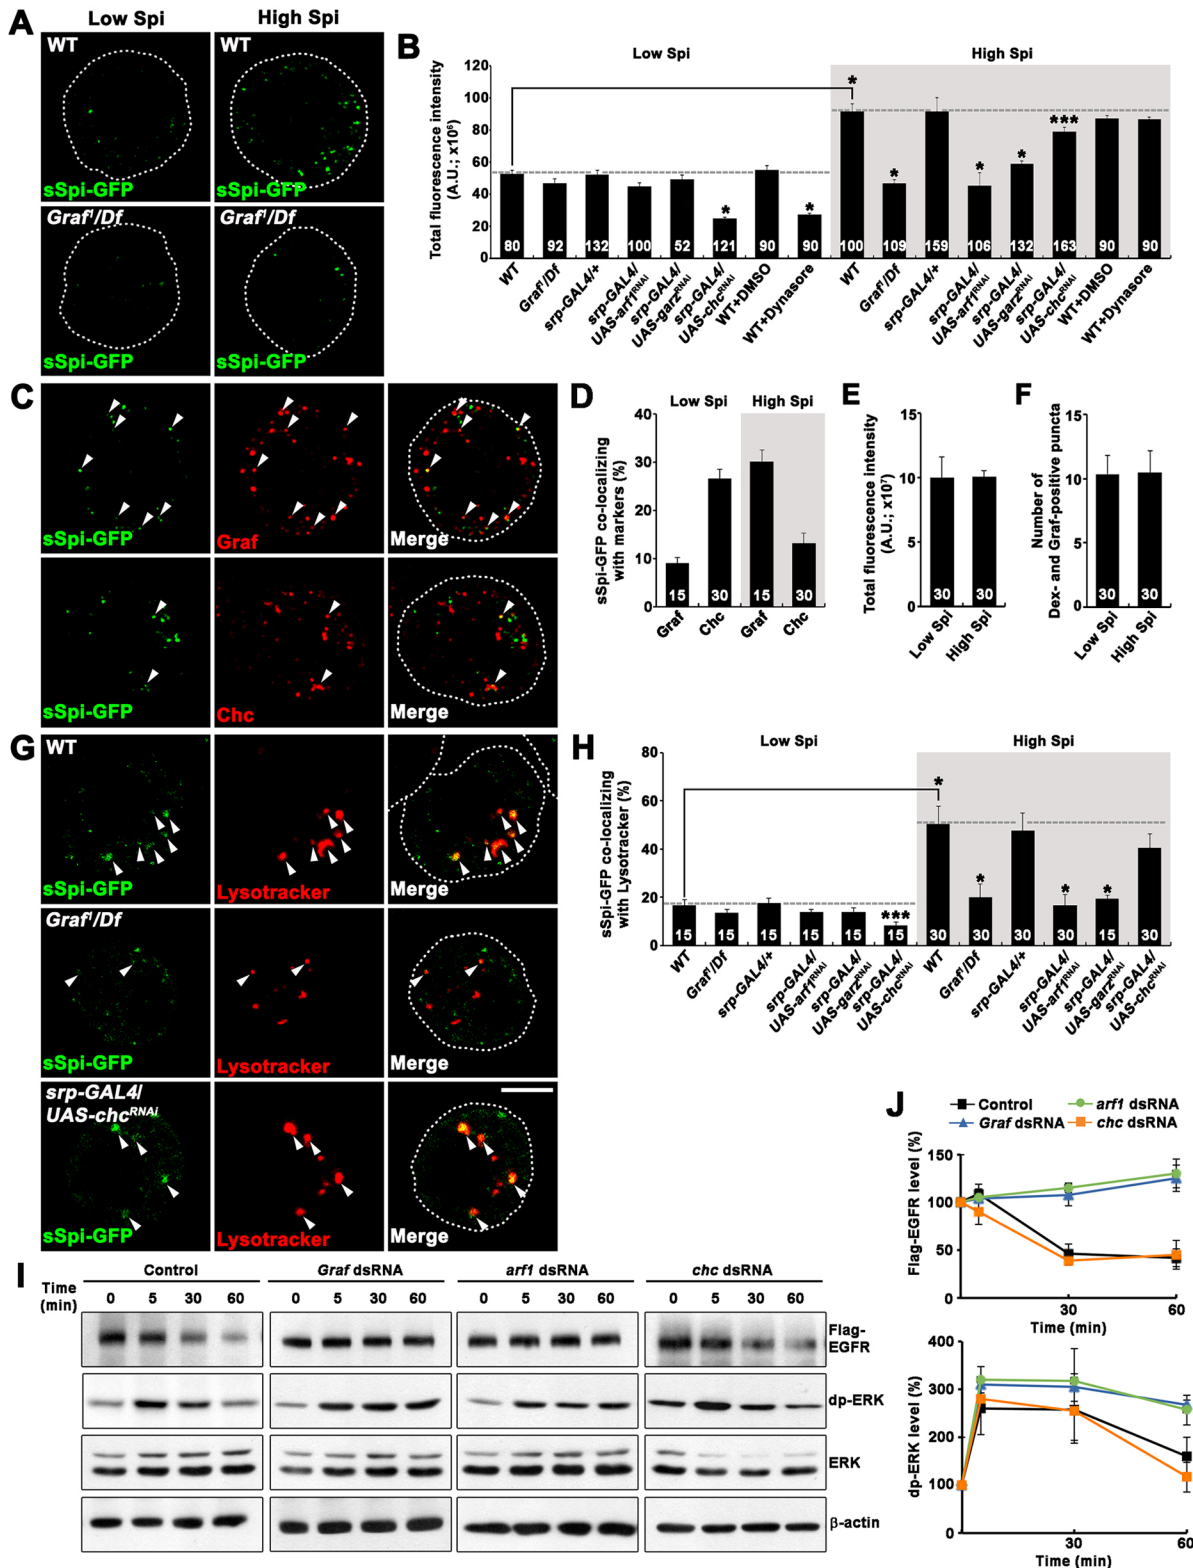 A
Low Spi
High Spi
WT
sSpi-GFP
sSpi-GFP
Graf¹/Df
Graf¹/Df
sSpi-GFP
sSpi-GFP
B
Low Spi
High Spi
Total fluorescence intensity
(A.U.; x10⁶)
120
100
80
60
40
20
0
*
*
*
*
*
*
***
80
92
132
100
52
121
90
90
100
109
159
106
132
163
90
90
WT
Graf¹/Df
srp-GAL4/+
srp-GAL4/
UAS-arf1RNAi
srp-GAL4/
UAS-garzRNAi
srp-GAL4/
UAS-chcRNAi
WT+DMSO
WT+Dynasore
WT
Graf¹/Df
srp-GAL4/+
srp-GAL4/
UAS-arf1RNAi
srp-GAL4/
UAS-garzRNAi
srp-GAL4/
UAS-chcRNAi
WT+DMSO
WT+Dynasore
C
sSpi-GFP
Graf
Merge
sSpi-GFP
Chc
Merge
D
Low Spi
High Spi
sSpi-GFP co-localizing
with markers (%)
40
30
20
10
0
15
30
15
30
Graf
Chc
Graf
Chc
E
Total fluorescence intensity
(A.U.; x10⁷)
15
10
5
0
30
30
Low Spi
High Spi
F
Number of
Dex- and Graf-positive puncta
15
10
5
0
30
30
Low Spi
High Spi
G
WT
sSpi-GFP
Lysotracker
Merge
Graf¹/Df
sSpi-GFP
Lysotracker
Merge
srp-GAL4/
UAS-chcRNAi
sSpi-GFP
Lysotracker
Merge
H
Low Spi
High Spi
sSpi-GFP co-localizing
with Lysotracker (%)
80
60
40
20
0
***
*
*
*
*
15
15
15
15
15
15
30
30
30
30
15
30
WT
Graf¹/Df
srp-GAL4/+
srp-GAL4/
UAS-arf1RNAi
srp-GAL4/
UAS-garzRNAi
srp-GAL4/
UAS-chcRNAi
WT
Graf¹/Df
srp-GAL4/+
srp-GAL4/
UAS-arf1RNAi
srp-GAL4/
UAS-garzRNAi
srp-GAL4/
UAS-chcRNAi
I
Control
Graf dsRNA
arf1 dsRNA
chc dsRNA
Time
(min)
0 5 30 60
0 5 30 60
0 5 30 60
0 5 30 60
Flag-
EGFR
dp-ERK
ERK
β-actin
J
Control
arf1 dsRNA
Graf dsRNA
chc dsRNA
Flag-EGFR level (%)
150
100
50
0
30
60
Time (min)
dp-ERK level (%)
400
300
200
100
0
30
60
Time (min)